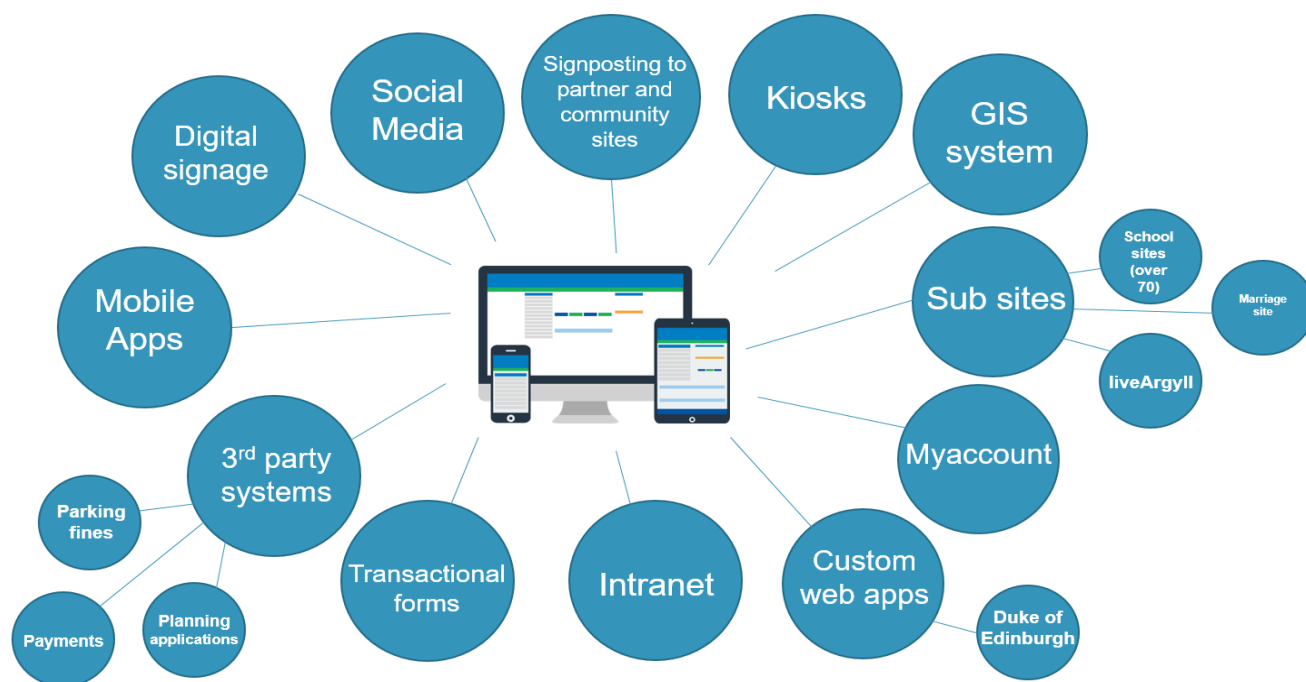 Social
Media
Signposting to
partner and
community
sites
Kiosks
GIS
system
Digital
signage
Mobile
Apps
Sub sites
School
sites
(over
70)
Marriage
site
liveArgyll
Myaccount
3rd party
systems
Parking
fines
Payments
Planning
applications
Transactional
forms
Intranet
Custom
web apps
Duke of
Edinburgh